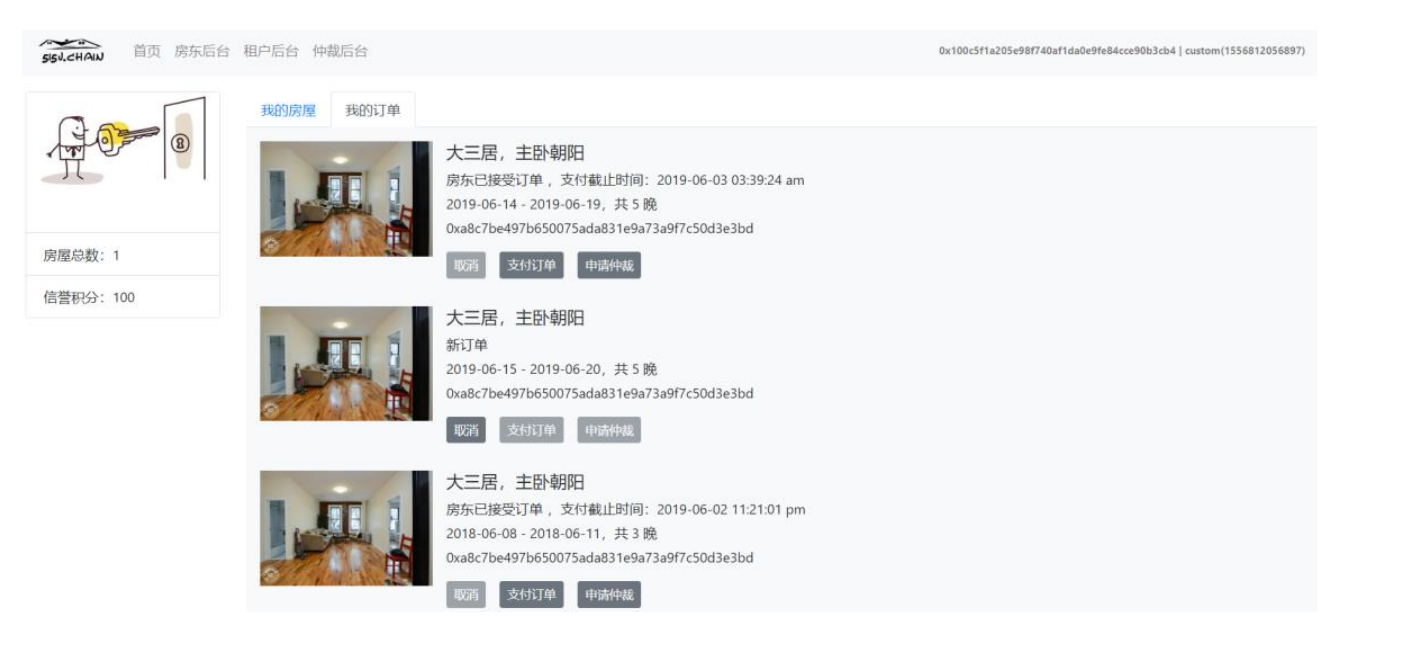 SISU.CHAIN 首页 房东后台 租户后台 仲裁后台 0x100c5f1a205e98f740af1da0e9fe84cce90b3cb4 | custom(1556812056897)
我的房屋 我的订单
大三居，主卧朝阳
房东已接受订单 ，支付截止时间：2019-06-03 03:39:24 am
2019-06-14 - 2019-06-19，共 5 晚
0xa8c7be497b650075ada831e9a73a9f7c50d3e3bd
取消 支付订单 申请仲裁
房屋总数：1
信誉积分：100
大三居，主卧朝阳
新订单
2019-06-15 - 2019-06-20，共 5 晚
0xa8c7be497b650075ada831e9a73a9f7c50d3e3bd
取消 支付订单 申请仲裁
大三居，主卧朝阳
房东已接受订单 ，支付截止时间：2019-06-02 11:21:01 pm
2018-06-08 - 2018-06-11，共 3 晚
0xa8c7be497b650075ada831e9a73a9f7c50d3e3bd
取消 支付订单 申请仲裁